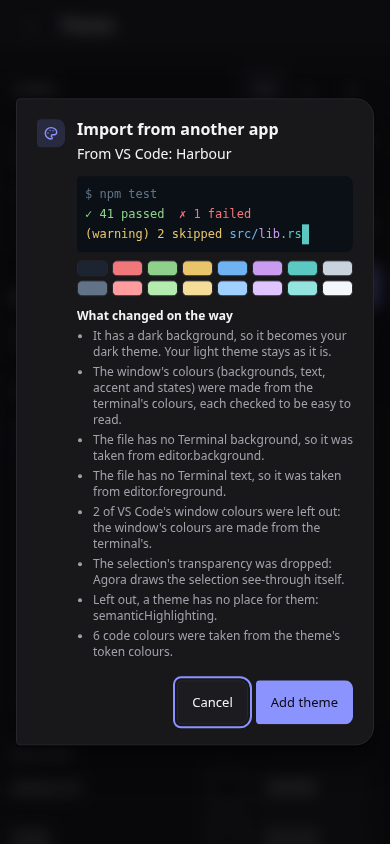 Import from another app
From VS Code: Harbour
$ npm test
✓ 41 passed  ✗ 1 failed
(warning) 2 skipped src/lib.rs
What changed on the way
• It has a dark background, so it becomes your
dark theme. Your light theme stays as it is.
• The window's colours (backgrounds, text,
accent and states) were made from the
terminal's colours, each checked to be easy to
read.
• The file has no Terminal background, so it was
taken from editor.background.
• The file has no Terminal text, so it was taken
from editor.foreground.
• 2 of VS Code's window colours were left out:
the window's colours are made from the
terminal's.
• The selection's transparency was dropped:
Agora draws the selection see-through itself.
• Left out, a theme has no place for them:
semanticHighlighting.
• 6 code colours were taken from the theme's
token colours.
Cancel
Add theme